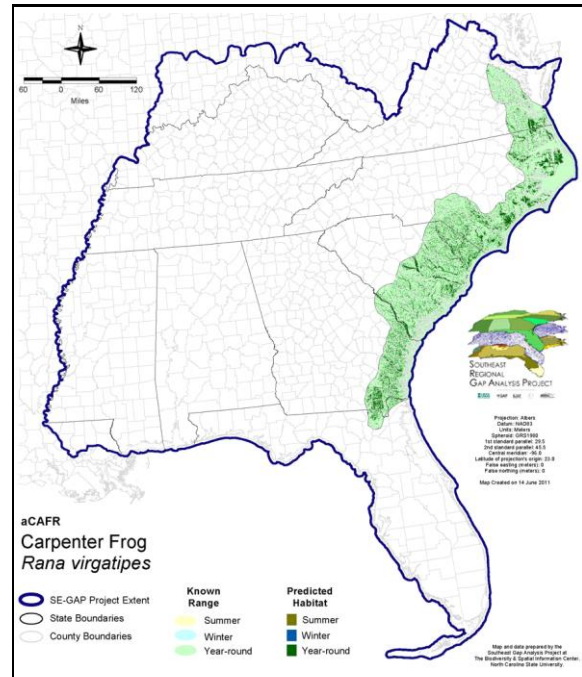 N
60 0 60 120
Miles
SOUTHEAST
REGIONAL
GAP ANALYSIS PROJECT
Projection: Albers
Datum: NAD83
Units: Meters
Spheroid: GRS1980
1st standard parallel: 29.5
2nd standard parallel: 45.5
Central meridian: -96.0
Latitude of projection's origin: 23.0
False easting (meters): 0
False northing (meters): 0
Map Created on 14 June 2011
aCAFR
Carpenter Frog
Rana virgatipes
SE-GAP Project Extent
State Boundaries
County Boundaries
Known
Range
Summer
Winter
Year-round
Predicted
Habitat
Summer
Winter
Year-round
Map and data prepared by the
Southeast Gap Analysis Project at
The Biodiversity & Spatial Information Center,
North Carolina State University.